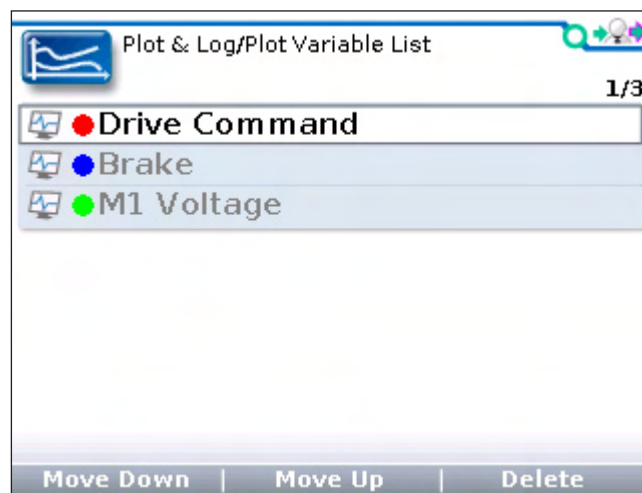 Plot & Log/Plot Variable List
1/3
Drive Command
Brake
M1 Voltage
Move Down | Move Up | Delete